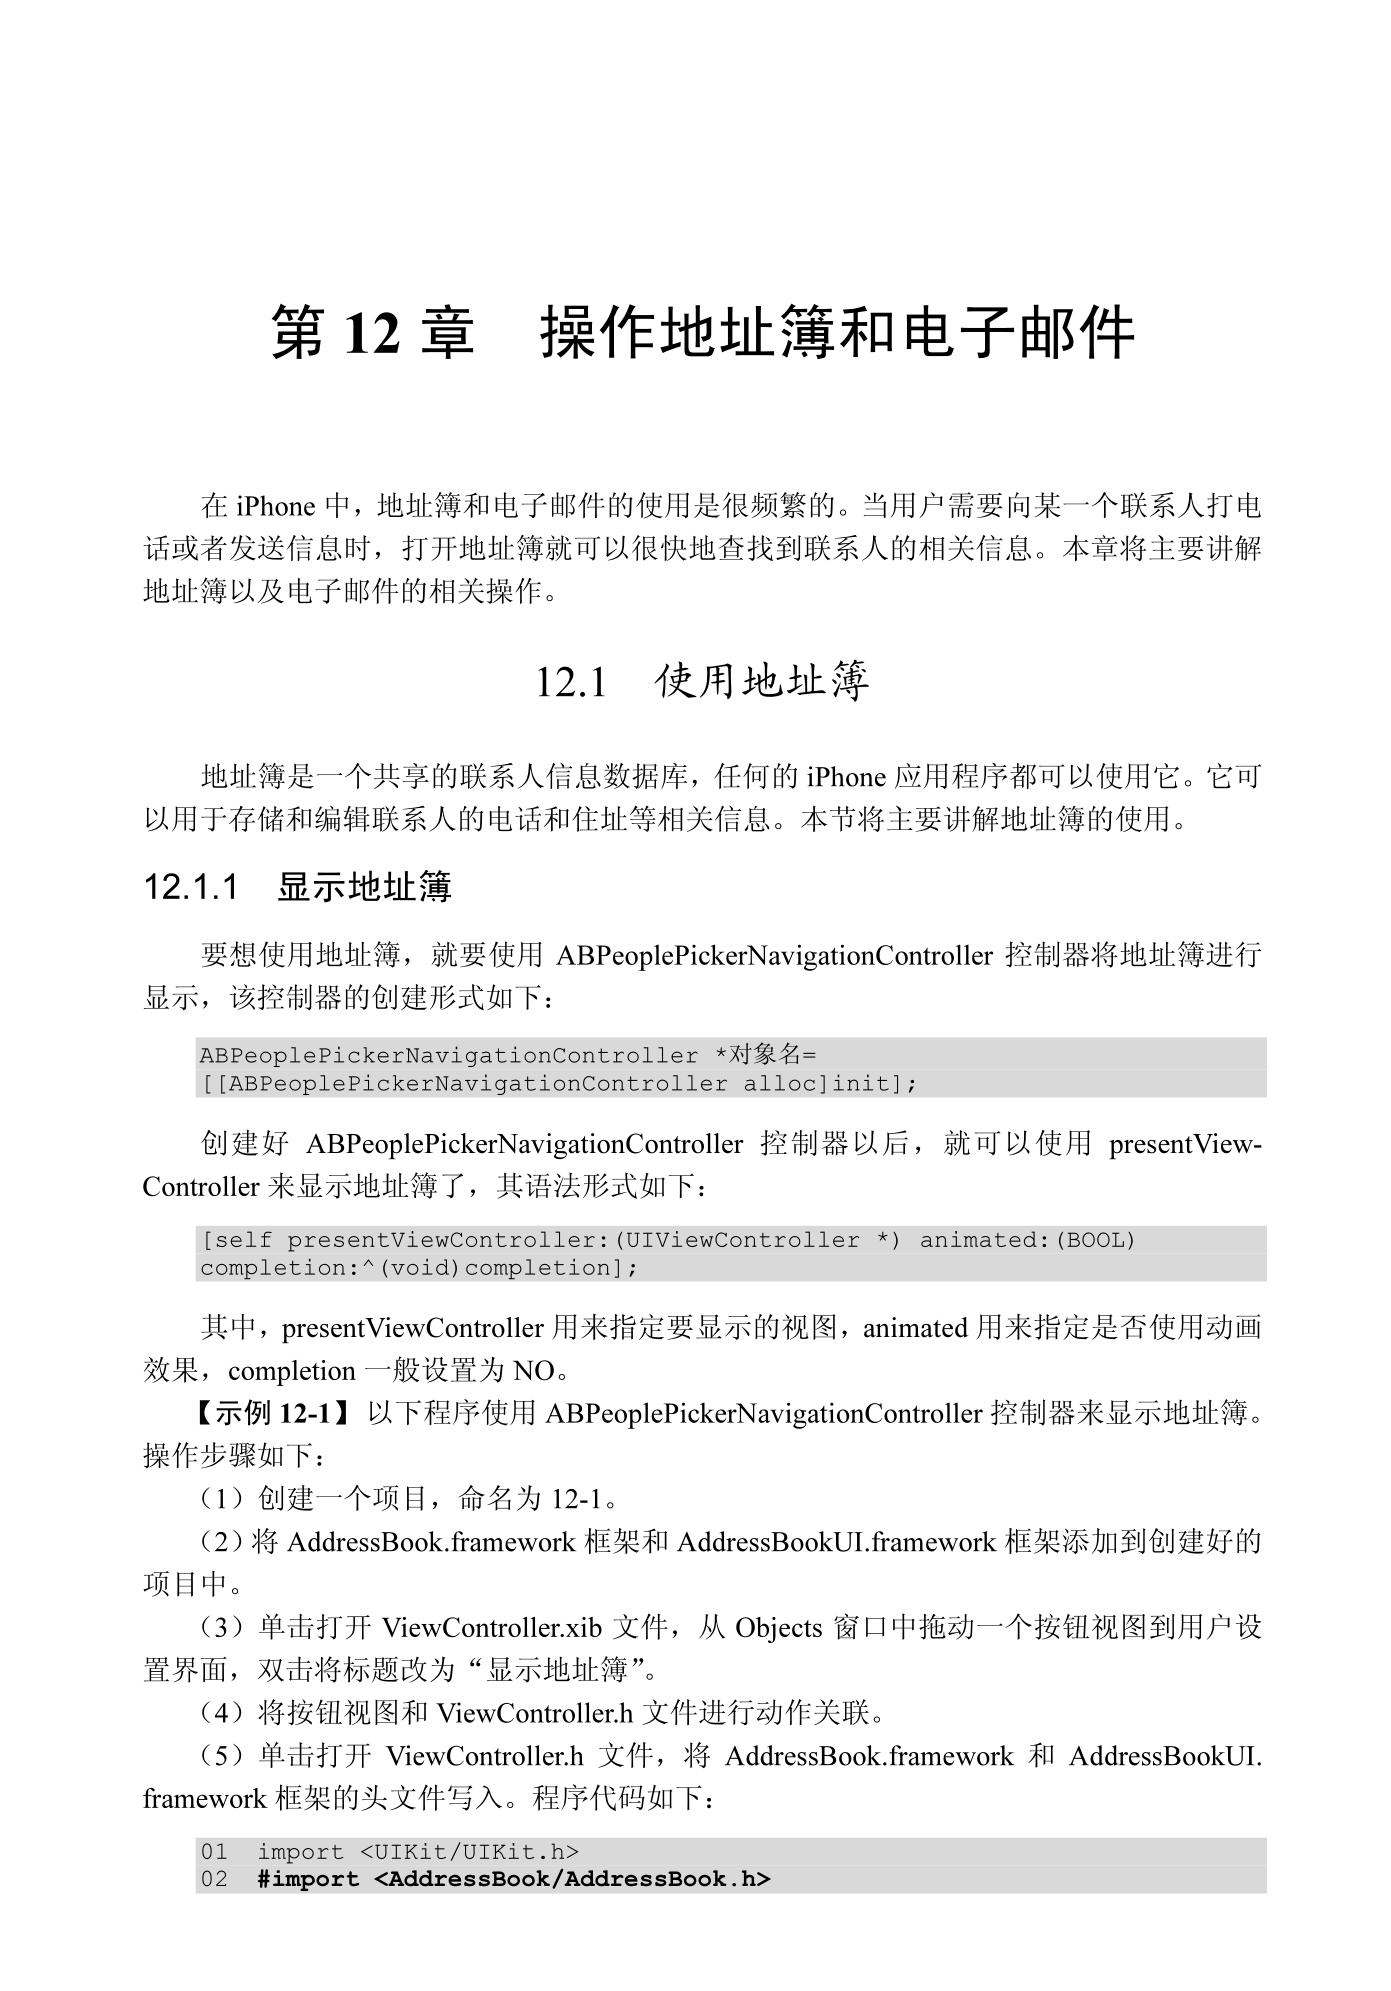 第 12 章 操作地址簿和电子邮件
在 iPhone 中，地址簿和电子邮件的使用是很频繁的。当用户需要向某一个联系人打电
话或者发送信息时，打开地址簿就可以很快地查找到联系人的相关信息。本章将主要讲解
地址簿以及电子邮件的相关操作。
12.1 使用地址簿
地址簿是一个共享的联系人信息数据库，任何的 iPhone 应用程序都可以使用它。它可
以用于存储和编辑联系人的电话和住址等相关信息。本节将主要讲解地址簿的使用。
12.1.1 显示地址簿
要想使用地址簿，就要使用 ABPeoplePickerNavigationController 控制器将地址簿进行
显示，该控制器的创建形式如下：
ABPeoplePickerNavigationController *对象名=
[[ABPeoplePickerNavigationController alloc]init];
创建好 ABPeoplePickerNavigationController 控制器以后，就可以使用 presentView-
Controller 来显示地址簿了，其语法形式如下：
[self presentViewController:(UIViewController *) animated:(BOOL)
completion:^(void)completion];
其中，presentViewController 用来指定要显示的视图，animated 用来指定是否使用动画
效果，completion 一般设置为 NO。
【示例 12-1】 以下程序使用 ABPeoplePickerNavigationController 控制器来显示地址簿。
操作步骤如下：
（1）创建一个项目，命名为 12-1。
（2）将 AddressBook.framework 框架和 AddressBookUI.framework 框架添加到创建好的
项目中。
（3）单击打开 ViewController.xib 文件，从 Objects 窗口中拖动一个按钮视图到用户设
置界面，双击将标题改为“显示地址簿”。
（4）将按钮视图和 ViewController.h 文件进行动作关联。
（5）单击打开 ViewController.h 文件，将 AddressBook.framework 和 AddressBookUI.
framework 框架的头文件写入。程序代码如下：
01 import <UIKit/UIKit.h>
02 #import <AddressBook/AddressBook.h>